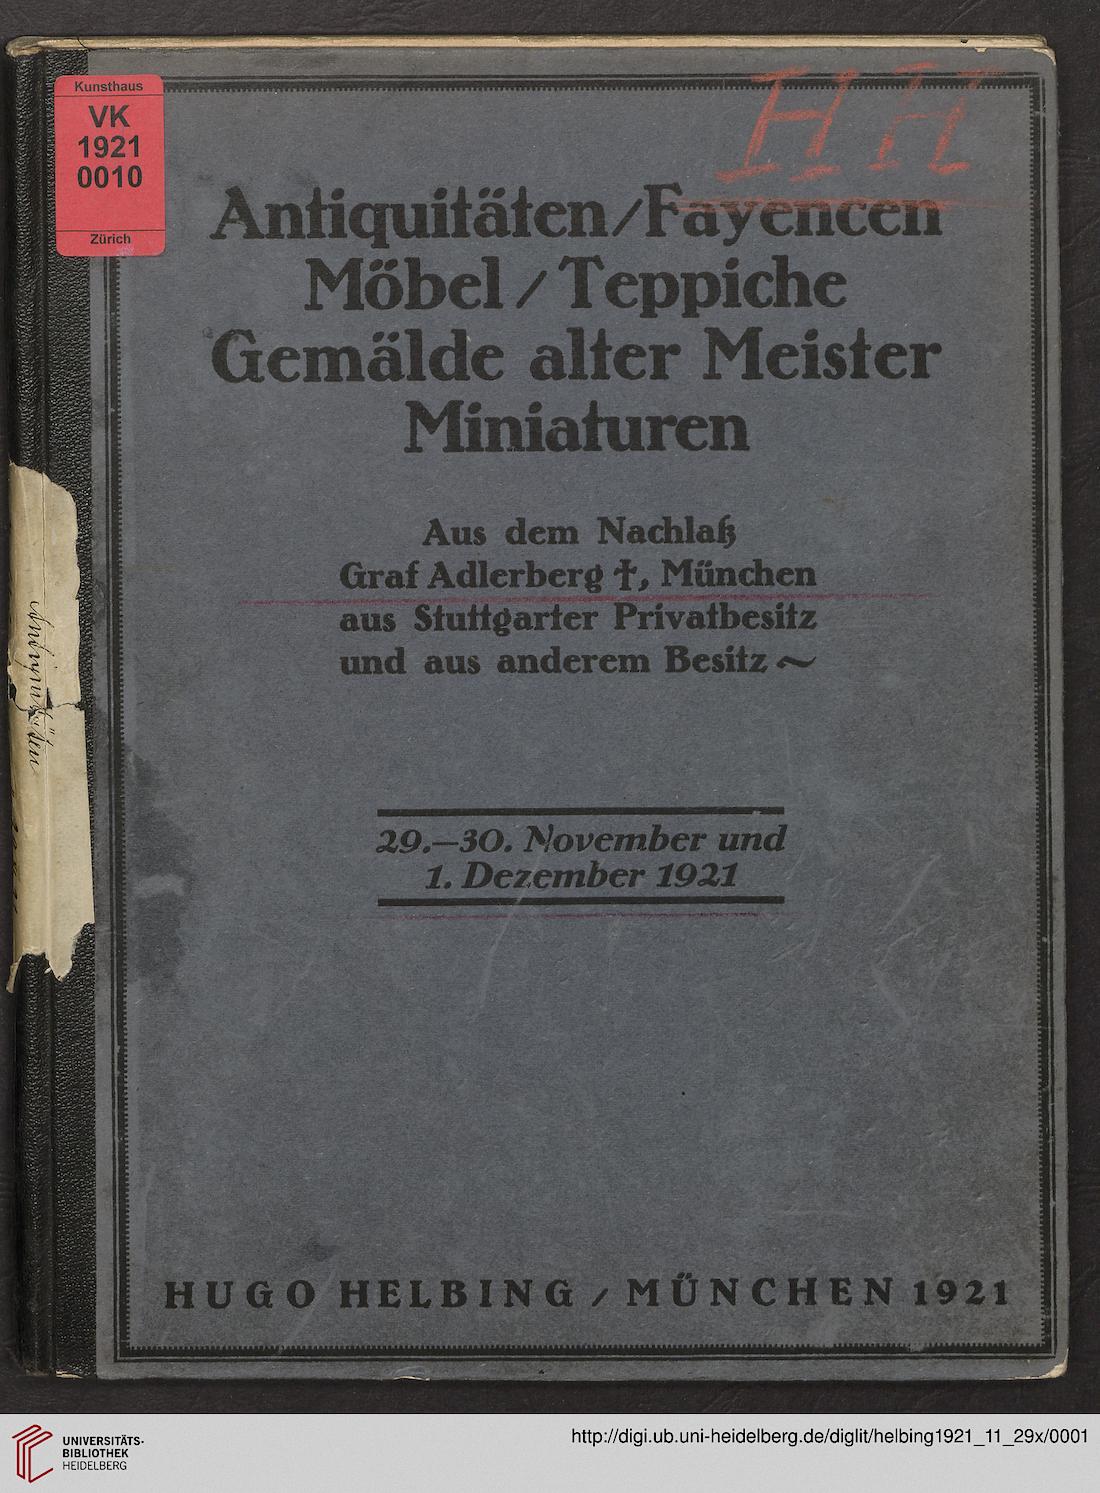 Kunsthaus
VK
1921
0010
Zürich
HH
Antiquitäten/Fayencen
Möbel/Teppiche
Gemälde alter Meister
Miniaturen
Aus dem Nachlaß
Graf Adlerberg †, München
aus Stuttgarter Privatbesitz
und aus anderem Besitz ~
29.—30. November und
1. Dezember 1921
HUGO HELBING / MÜNCHEN 1921
UNIVERSITÄTS-
BIBLIOTHEK
HEIDELBERG
http://digi.ub.uni-heidelberg.de/diglit/helbing1921_11_29x/0001